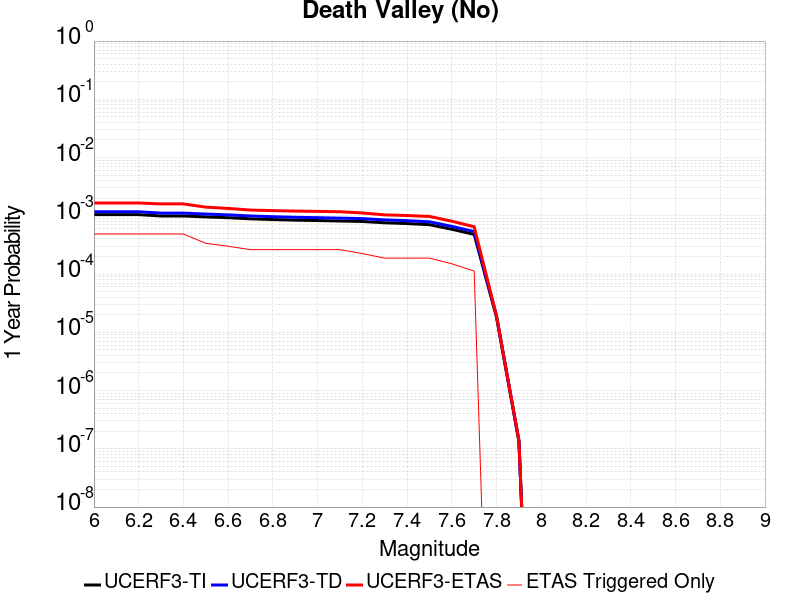 Death Valley (No)
10^0
10^-1
10^-2
10^-3
10^-4
10^-5
10^-6
10^-7
10^-8
1 Year Probability
6 6.2 6.4 6.6 6.8 7 7.2 7.4 7.6 7.8 8 8.2 8.4 8.6 8.8 9
Magnitude
UCERF3-TI UCERF3-TD UCERF3-ETAS ETAS Triggered Only